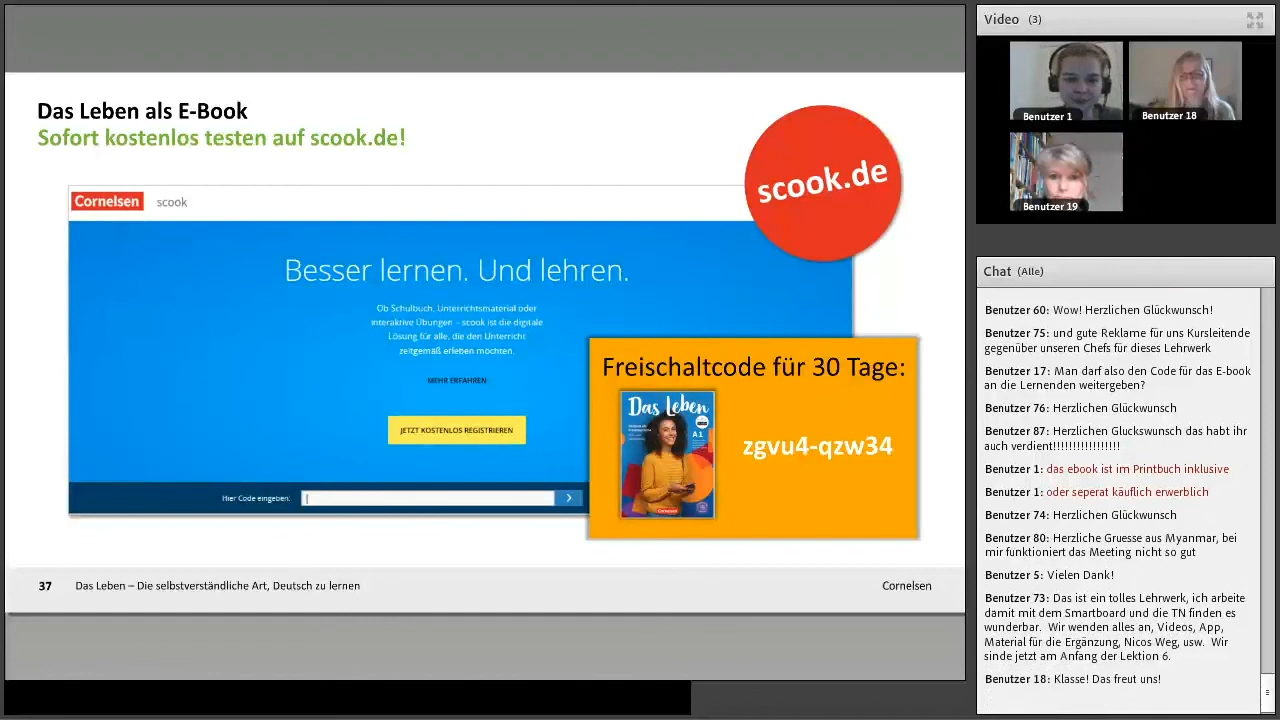 Das Leben als E-Book
Sofort kostenlos testen auf scook.de!
scook.de
Cornelsen scook
Besser lernen. Und lehren.
Ob Schulbuch, Unterrichtsmaterial oder
interaktive Übungen – scook ist die digitale
Lösung für alle, die den Unterricht
zeitgemäß erleben möchten.
MEHR ERFAHREN
JETZT KOSTENLOS REGISTRIEREN
Hier Code eingeben:
Freischaltcode für 30 Tage:
Das Leben
A1
Cornelsen
zgvu4-qzw34
37 Das Leben – Die selbstverständliche Art, Deutsch zu lernen Cornelsen
Video (3)
Benutzer 1
Benutzer 18
Benutzer 19
Chat (Alle)
Benutzer 60: Wow! Herzlichen Glückwunsch!
Benutzer 75: und gute Reklame für uns Kursleitende
gegenüber unseren Chefs für dieses Lehrwerk
Benutzer 17: Man darf also den Code für das E-book
an die Lernenden weitergeben?
Benutzer 76: Herzlichen Glückwunsch
Benutzer 87: Herzlichen Gluckswunsch das habt ihr
auch verdient!!!!!!!!!!!!!!!!
Benutzer 1: das ebook ist im Printbuch inklusive
Benutzer 1: oder seperat käuflich erwerblich
Benutzer 74: Herzlichen Glückwunsch
Benutzer 80: Herzliche Gruesse aus Myanmar, bei
mir funktioniert das Meeting nicht so gut
Benutzer 5: Vielen Dank!
Benutzer 73: Das ist ein tolles Lehrwerk, ich arbeite
damit mit dem Smartboard und die TN finden es
wunderbar. Wir wenden alles an, Videos, App,
Material für die Ergänzung, Nicos Weg, usw. Wir
sinde jetzt am Anfang der Lektion 6.
Benutzer 18: Klasse! Das freut uns!